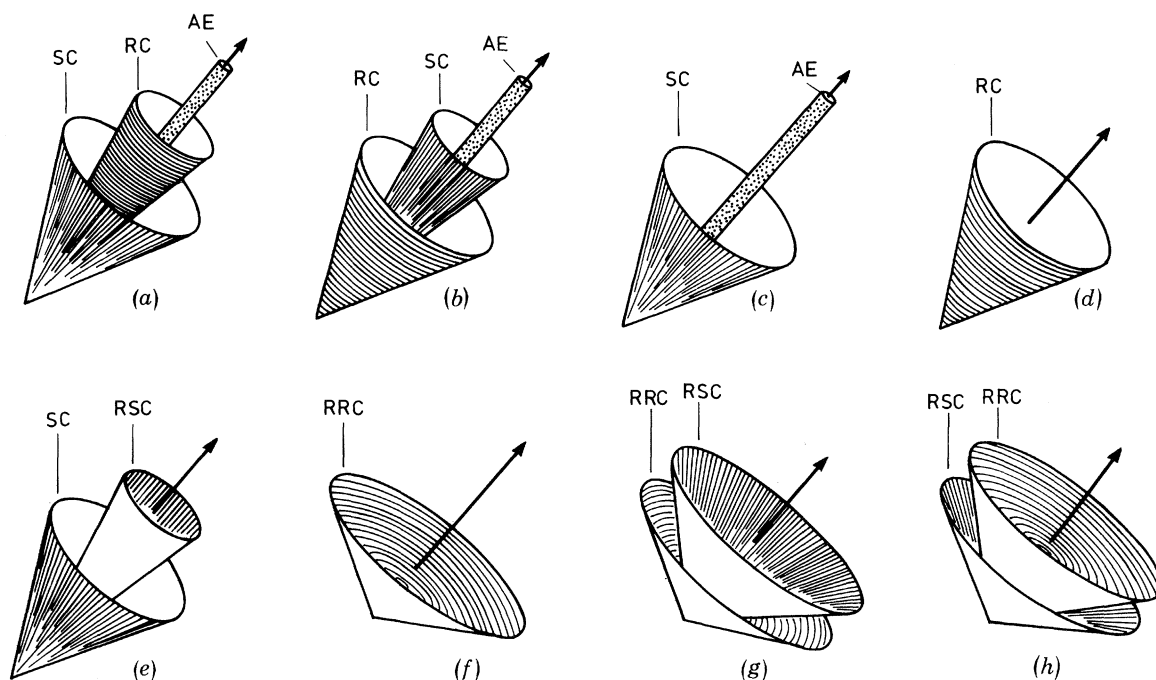 SC RC AE
(a)
RC SC AE
(b)
SC AE
(c)
RC
(d)
SC RSC
(e)
RRC
(f)
RRC RSC
(g)
RSC RRC
(h)